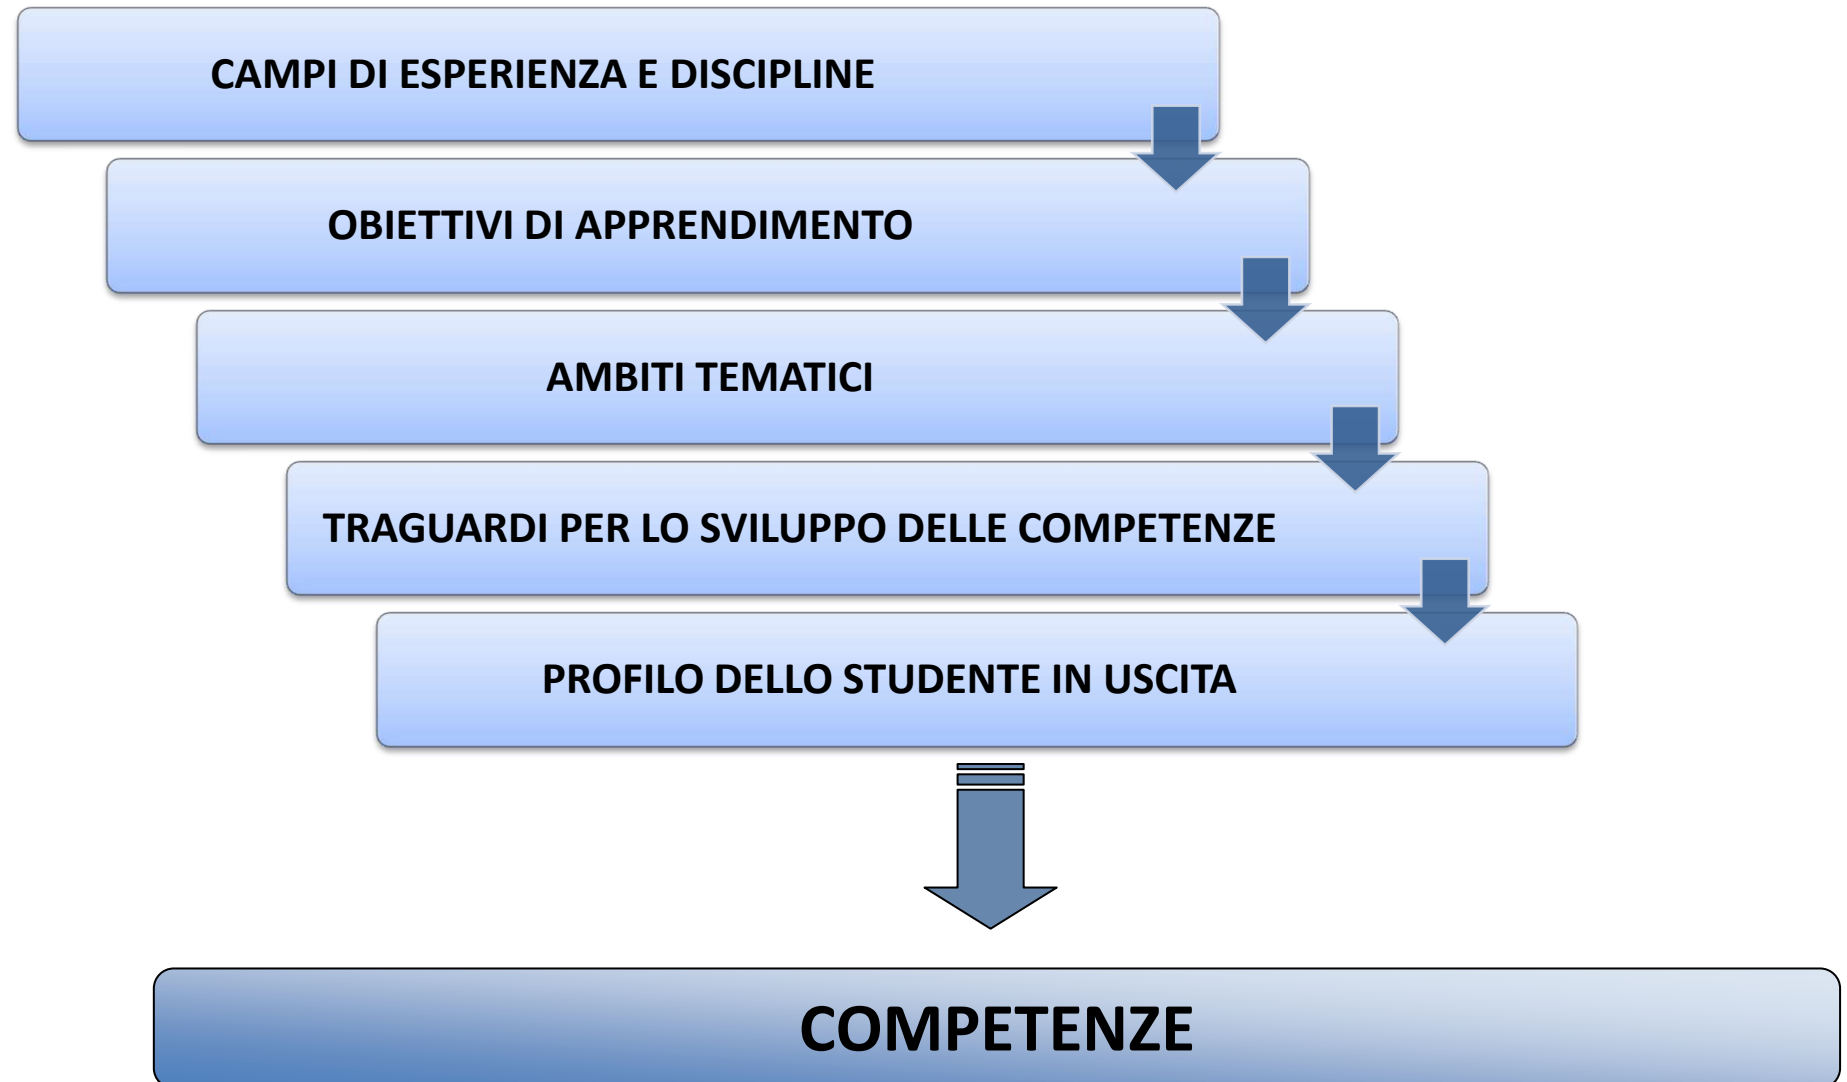 CAMPI DI ESPERIENZA E DISCIPLINE
OBIETTIVI DI APPRENDIMENTO
AMBITI TEMATICI
TRAGUARDI PER LO SVILUPPO DELLE COMPETENZE
PROFILO DELLO STUDENTE IN USCITA
COMPETENZE